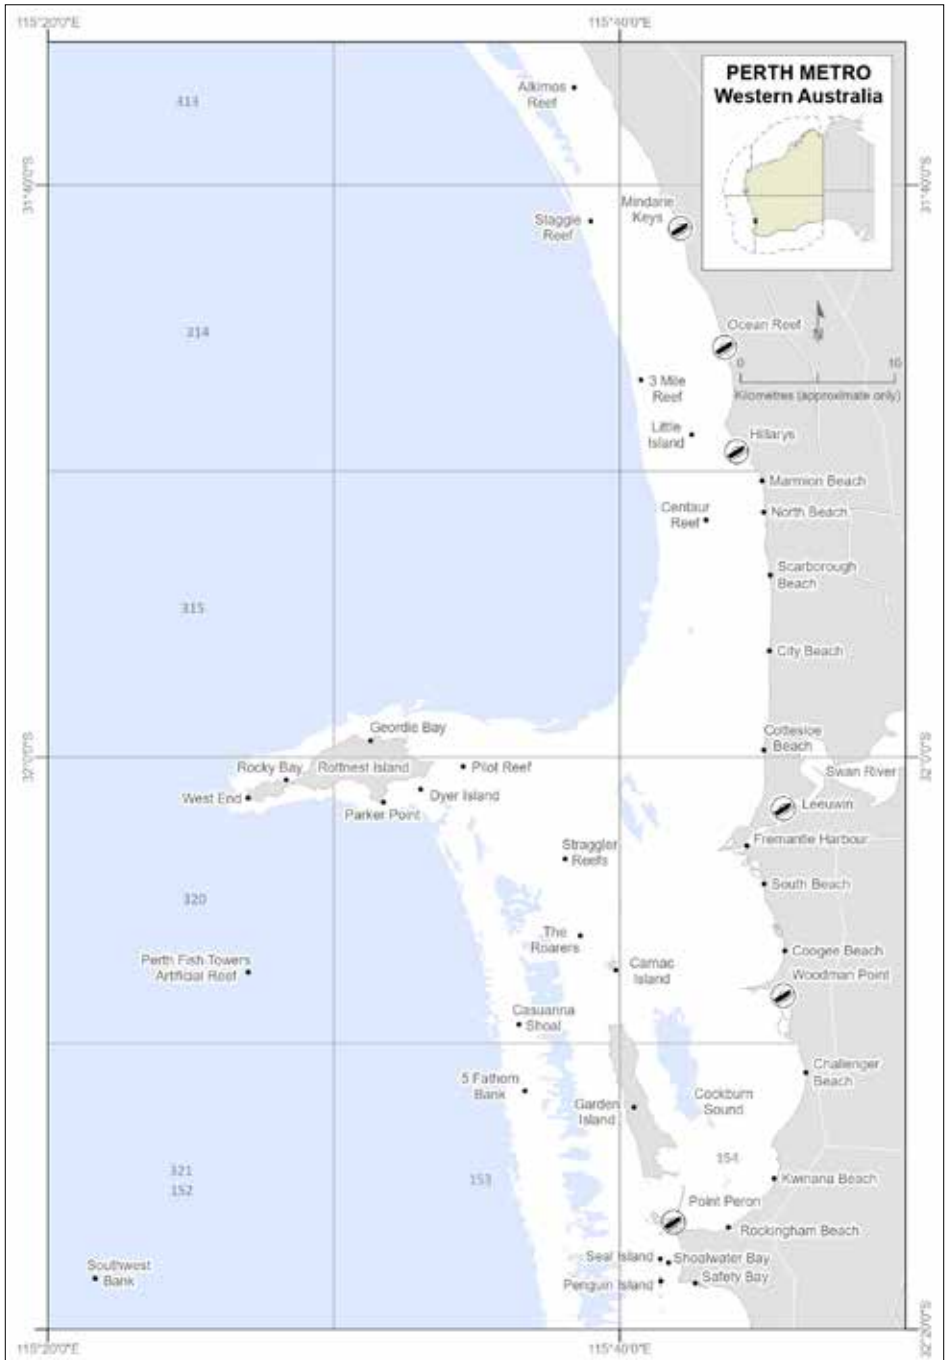 115°20'0"E
115°40'0"E
PERTH METRO
Western Australia
Alkimos
Reef
313
31°40'0"S
31°40'0"S
Mindarie
Keys
Staggie
Reef
314
Ocean Reef
N
0
10
Kilometres (approximate only)
3 Mile
Reef
Little
Island
Hillarys
Marmion Beach
Centaur
Reef
North Beach
Scarborough
Beach
315
City Beach
Geordie Bay
Cottesloe
Beach
32°0'0"S
32°0'0"S
Rocky Bay
Rottnest Island
Pilot Reef
Swan River
West End
Dyer Island
Parker Point
Leeuwin
Straggler
Reefs
Fremantle Harbour
South Beach
320
The
Roarers
Coogee Beach
Perth Fish Towers
Artificial Reef
Carnac
Island
Woodman Point
Casuarina
Shoal
5 Fathom
Bank
Challenger
Beach
Garden
Island
Cockburn
Sound
154
321
152
153
Kwinana Beach
Point Peron
Rockingham Beach
Southwest
Bank
Seal Island
Shoalwater Bay
Penguin Island
Safety Bay
32°20'0"S
115°20'0"E
115°40'0"E